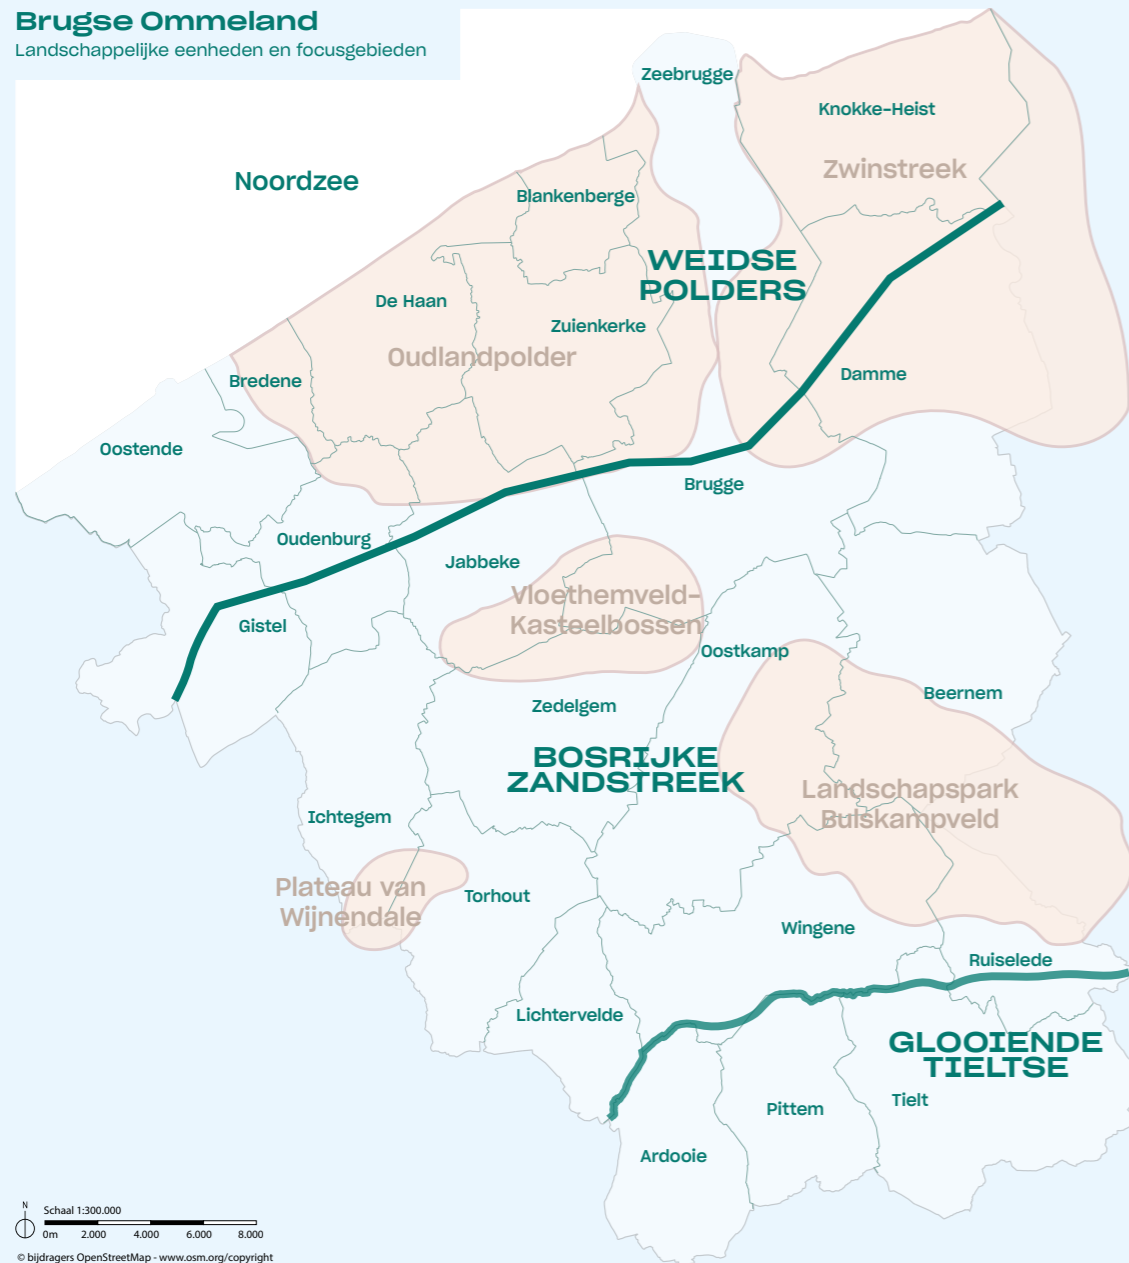 Brugse Ommeland
Landschappelijke eenheden en focusgebieden
Zeebrugge
Knokke-Heist
Zwinstreek
Noordzee
Blankenberge
WEIDSE
POLDERS
De Haan
Zuienkerke
Oudlandpolder
Bredene
Damme
Oostende
Brugge
Oudenburg
Jabbeke
Vloethemveld-
Kasteelbossen
Gistel
Oostkamp
Beernem
Zedelgem
BOSRIJKE
ZANDSTREEK
Landschapspark
Bulskampveld
Ichtegem
Plateau van
Wijnendale
Torhout
Wingene
Ruiselede
Lichtervelde
GLOOIENDE
TIELTSE
Tielt
Pittem
Ardooie
N
Schaal 1:300.000
0m 2.000 4.000 6.000 8.000
© bijdragers OpenStreetMap - www.osm.org/copyright